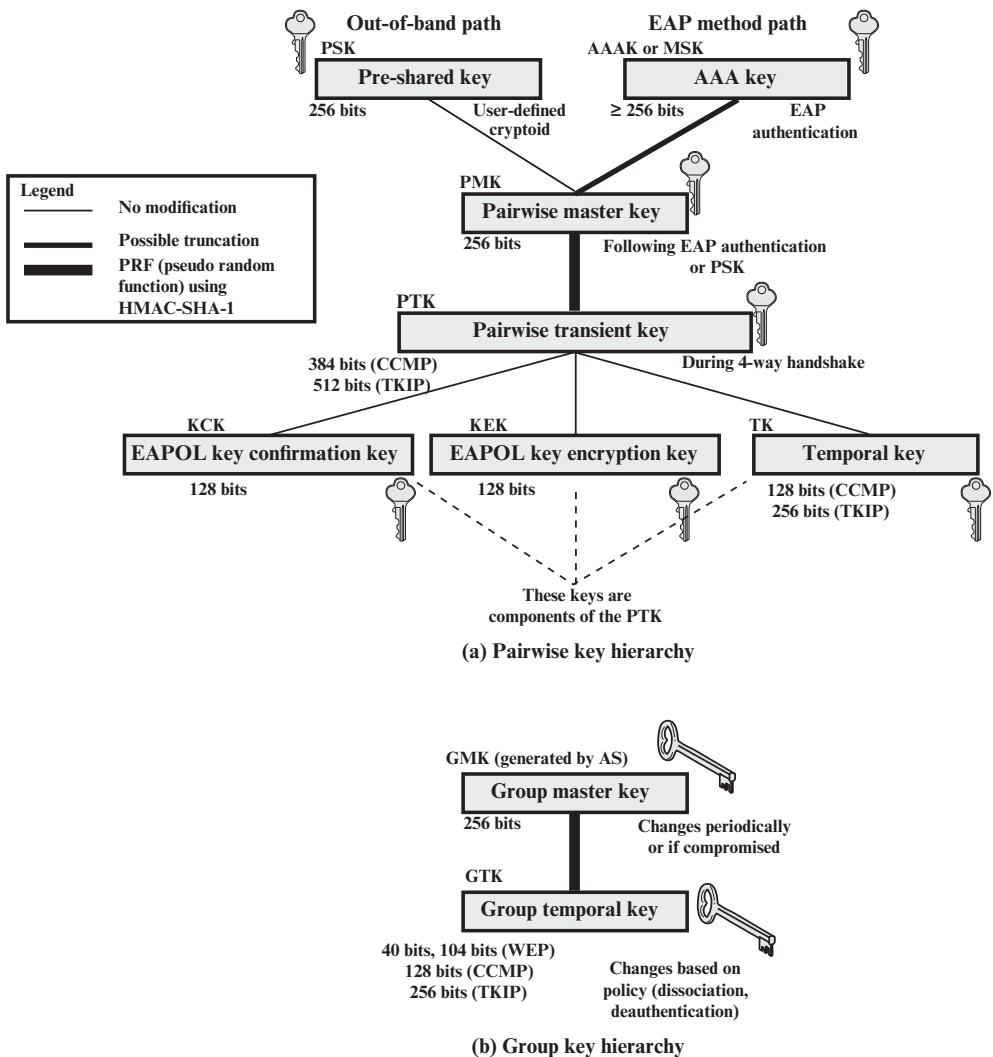 Out-of-band path
EAP method path
PSK
AAAK or MSK
Pre-shared key
AAA key
256 bits
User-defined
cryptoid
≥ 256 bits
EAP
authentication
PMK
Pairwise master key
256 bits
Following EAP authentication
or PSK
Legend
No modification
Possible truncation
PRF (pseudo random
function) using
HMAC-SHA-1
PTK
Pairwise transient key
384 bits (CCMP)
512 bits (TKIP)
During 4-way handshake
KCK
KEK
TK
EAPOL key confirmation key
EAPOL key encryption key
Temporal key
128 bits
128 bits
128 bits (CCMP)
256 bits (TKIP)
These keys are
components of the PTK
(a) Pairwise key hierarchy
GMK (generated by AS)
Group master key
256 bits
Changes periodically
or if compromised
GTK
Group temporal key
40 bits, 104 bits (WEP)
128 bits (CCMP)
256 bits (TKIP)
Changes based on
policy (dissociation,
deauthentication)
(b) Group key hierarchy